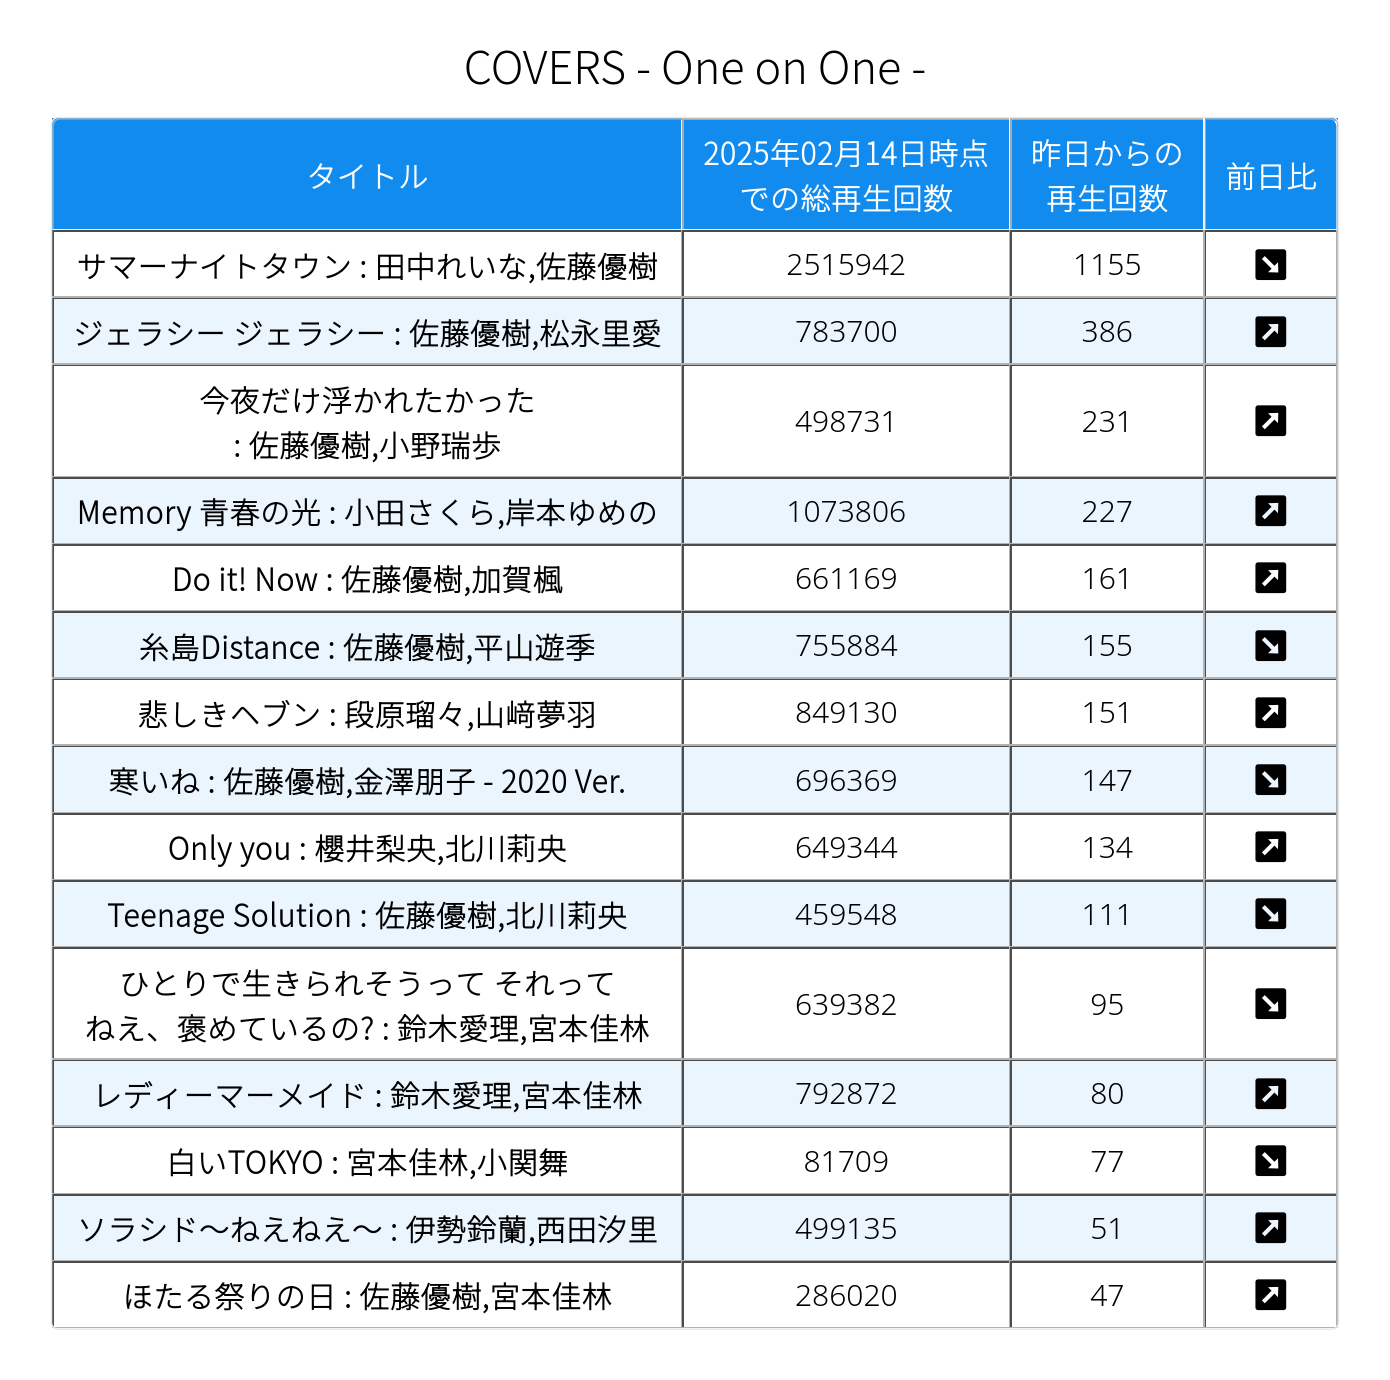 COVERS - One on One -
タイトル
2025年02月14日時点
での総再生回数
昨日からの
再生回数
前日比
サマーナイトタウン : 田中れいな,佐藤優樹 2515942 1155 ↘
ジェラシー ジェラシー : 佐藤優樹,松永里愛 783700 386 ↗
今夜だけ浮かれたかった
: 佐藤優樹,小野瑞歩 498731 231 ↗
Memory 青春の光 : 小田さくら,岸本ゆめの 1073806 227 ↗
Do it! Now : 佐藤優樹,加賀楓 661169 161 ↗
糸島Distance : 佐藤優樹,平山遊季 755884 155 ↘
悲しきヘブン : 段原瑠々,山﨑夢羽 849130 151 ↗
寒いね : 佐藤優樹,金澤朋子 - 2020 Ver. 696369 147 ↘
Only you : 櫻井梨央,北川莉央 649344 134 ↗
Teenage Solution : 佐藤優樹,北川莉央 459548 111 ↘
ひとりで生きられそうって それって
ねえ、褒めているの? : 鈴木愛理,宮本佳林 639382 95 ↘
レディーマーメイド : 鈴木愛理,宮本佳林 792872 80 ↗
白いTOKYO : 宮本佳林,小関舞 81709 77 ↘
ソラシド～ねえねえ～ : 伊勢鈴蘭,西田汐里 499135 51 ↗
ほたる祭りの日 : 佐藤優樹,宮本佳林 286020 47 ↗